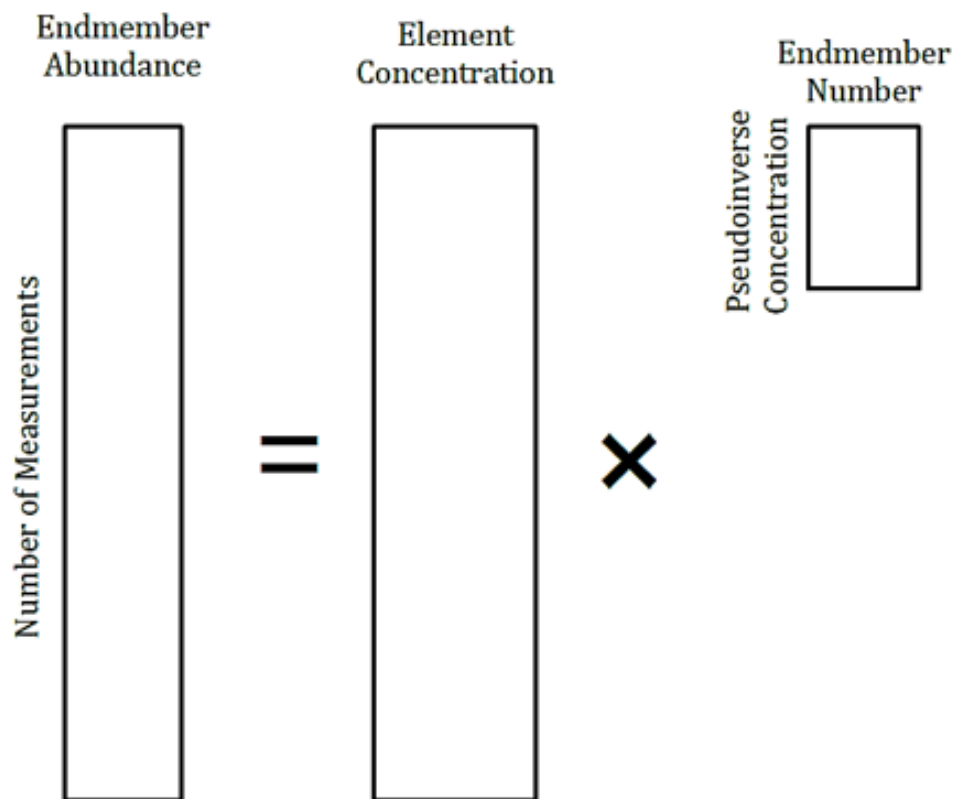 Endmember
Abundance
Element
Concentration
Endmember
Number
Pseudoinverse
Concentration
Number of Measurements
=
×